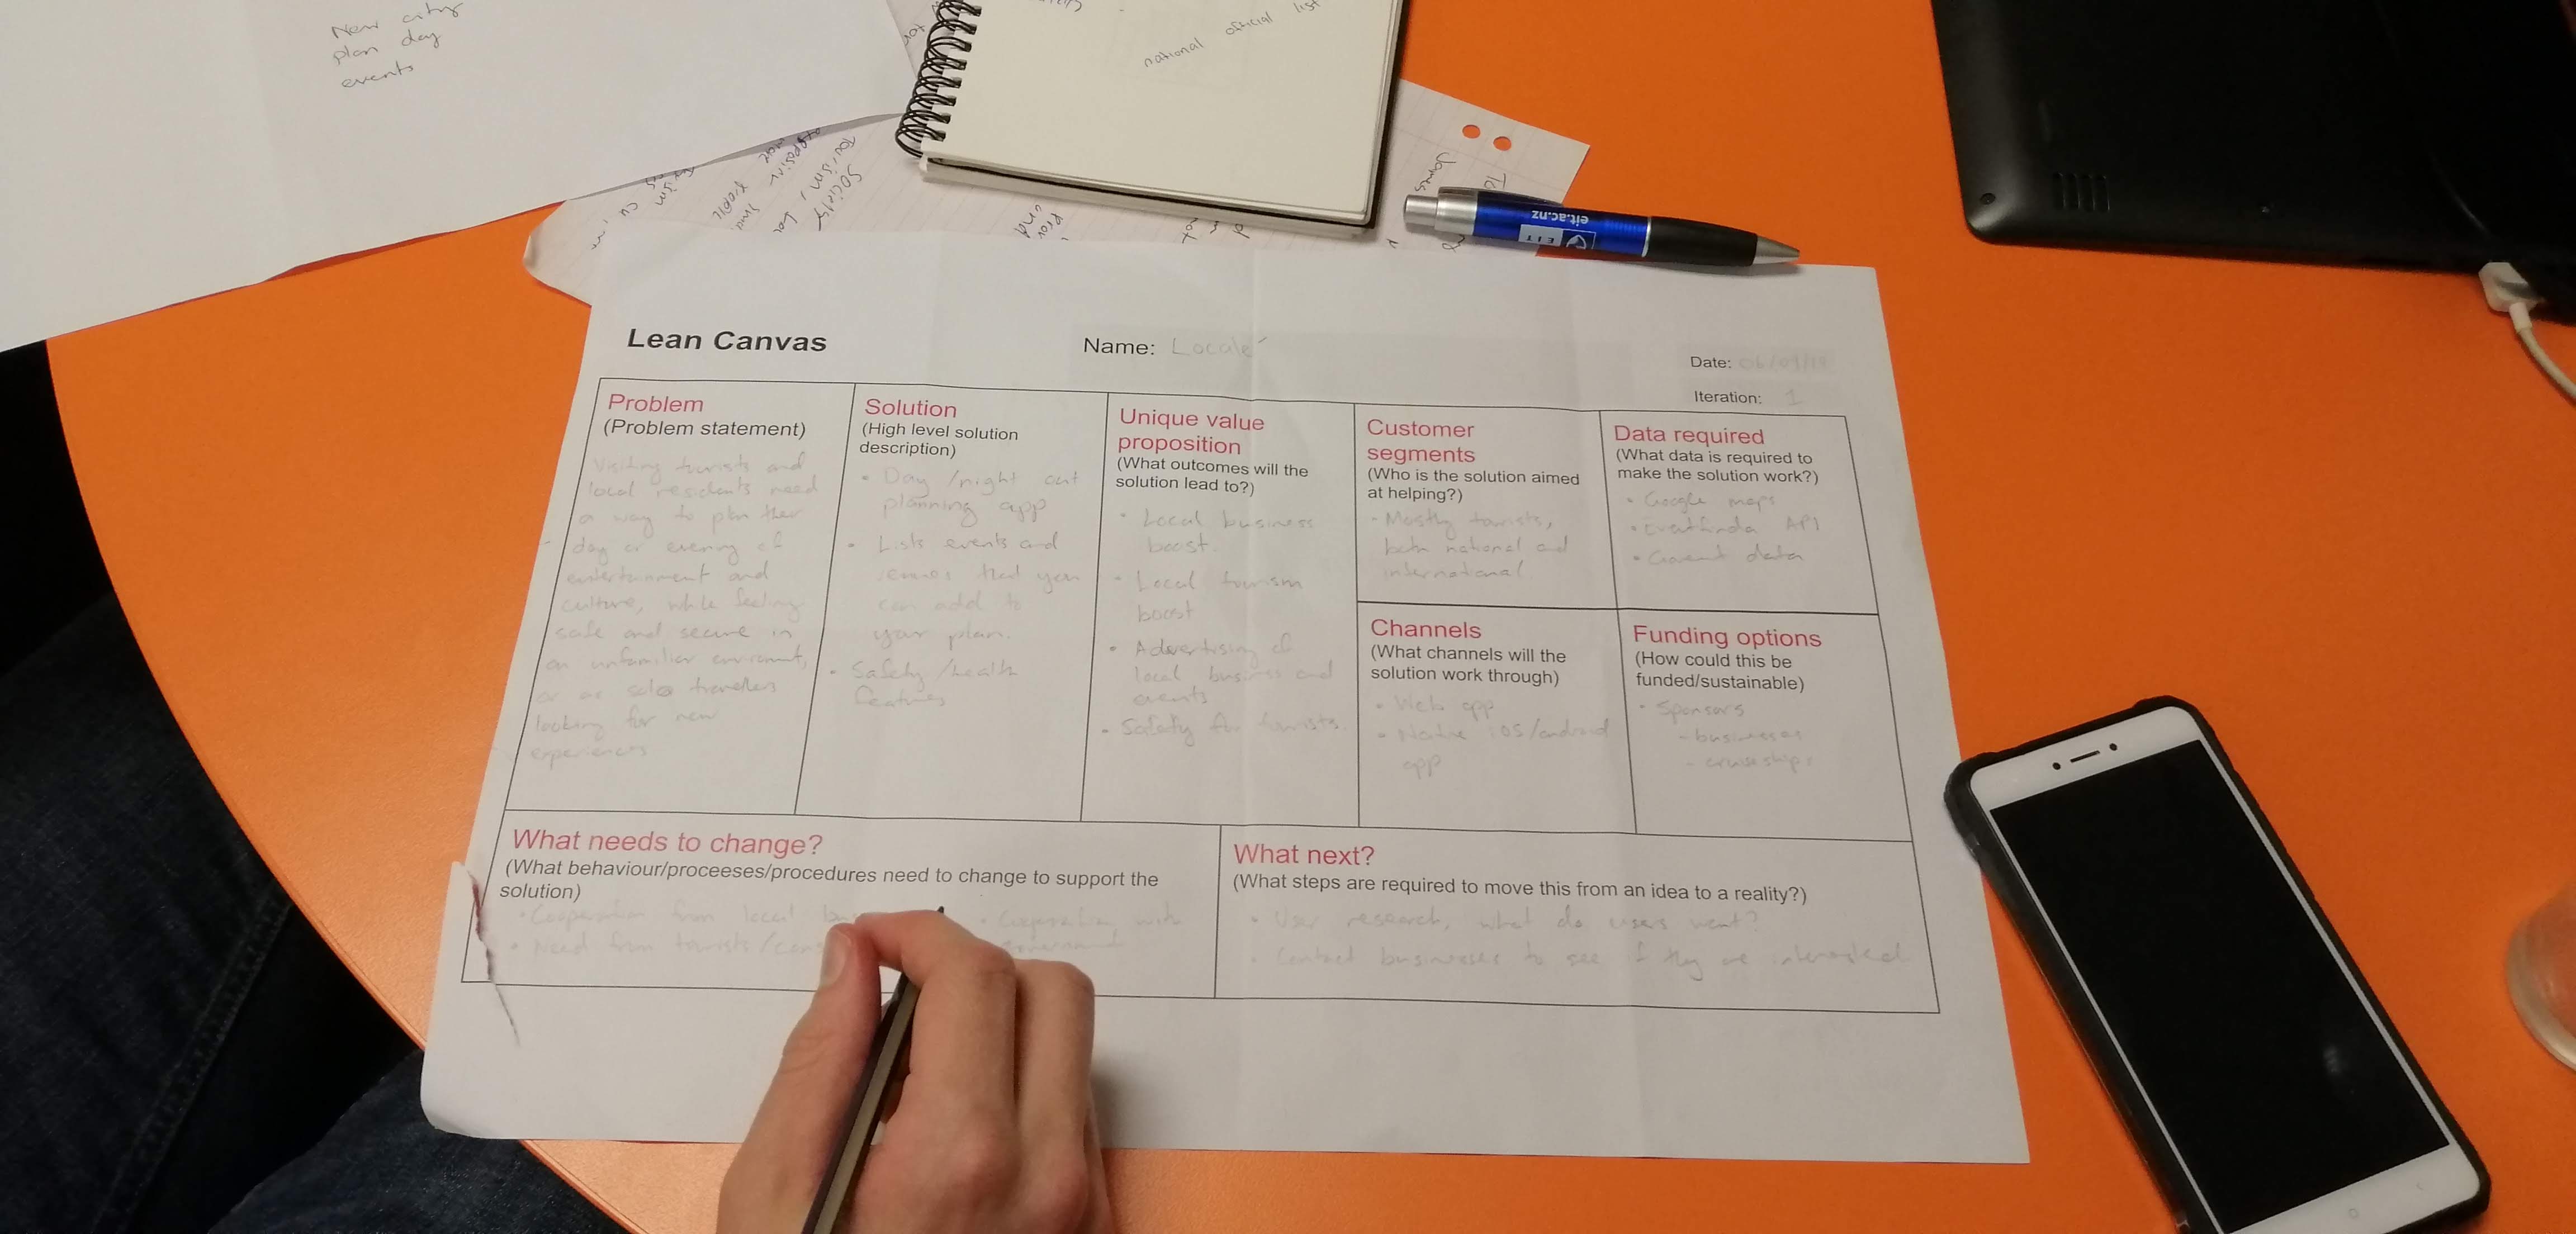 New city
plan day
events
national official list
eit.ac.nz
EIT
Lean Canvas
Name: Localé
Date:
Iteration: 1
Problem
(Problem statement)
Visiting tourists and
local residents need
a way to plan their
day or evening of
entertainment and
culture, while feeling
safe and secure in
an unfamiliar
or as solo travellers
looking for new
experiences
Solution
(High level solution
description)
• Day/night out
planning app
• Lists events and
venues that you
can add to
your plan.
• Safety/health
features
Unique value
proposition
(What outcomes will the
solution lead to?)
• Local business
boost.
• Local tourism
boost
• Advertising of
local business and
events
• Safety for tourists.
Customer
segments
(Who is the solution aimed
at helping?)
- Mostly tourists,
both national and
international.
Data required
(What data is required to
make the solution work?)
• Google maps
• Eventfinda API
• data
Channels
(What channels will the
solution work through)
• Web app
• Native iOS/android
app
Funding options
(How could this be
funded/sustainable)
• Sponsors
- businesses
- cruise ships
What needs to change?
(What behaviour/proceeses/procedures need to change to support the
solution)
• Cooperation from local
• Need from tourists/
• Cooperation with
What next?
(What steps are required to move this from an idea to a reality?)
• User research, what do users want?
• Contact businesses to see if they are interested